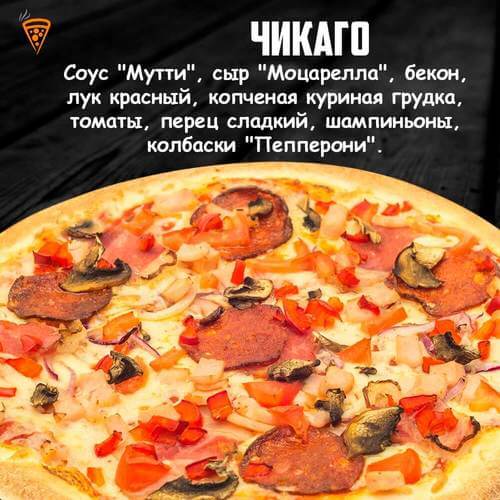 ЧИКАГО
Соус "Мутти", сыр "Моцарелла", бекон,
лук красный, копченая куриная грудка,
томаты, перец сладкий, шампиньоны,
колбаски "Пепперони".